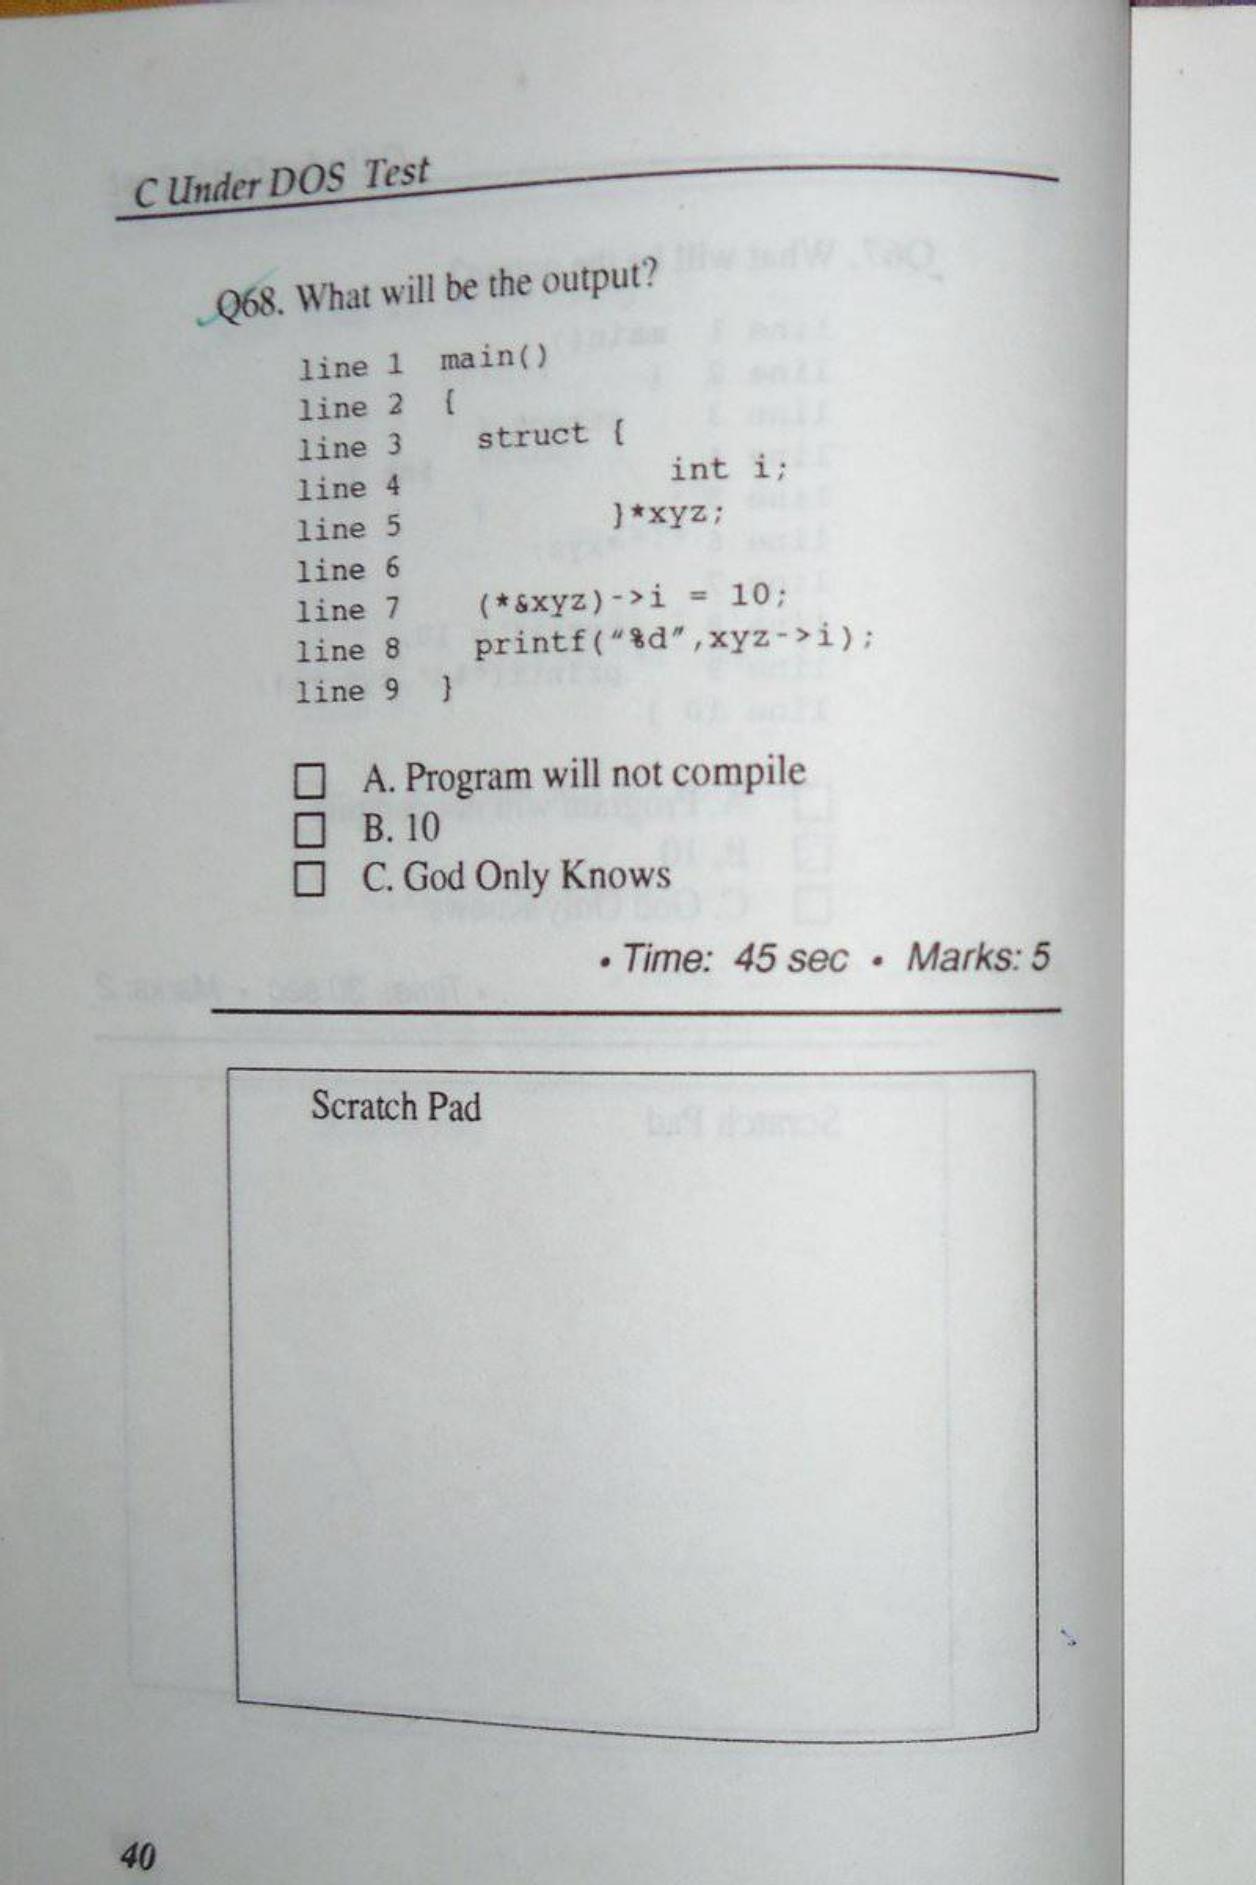 C Under DOS Test
Q68. What will be the output?
line 1 main()
line 2 {
line 3 struct {
line 4 int i;
line 5 }*xyz;
line 6
line 7 (*&xyz)->i = 10;
line 8 printf("%d",xyz->i);
line 9 }
A. Program will not compile
B. 10
C. God Only Knows
• Time: 45 sec • Marks: 5
Scratch Pad
40